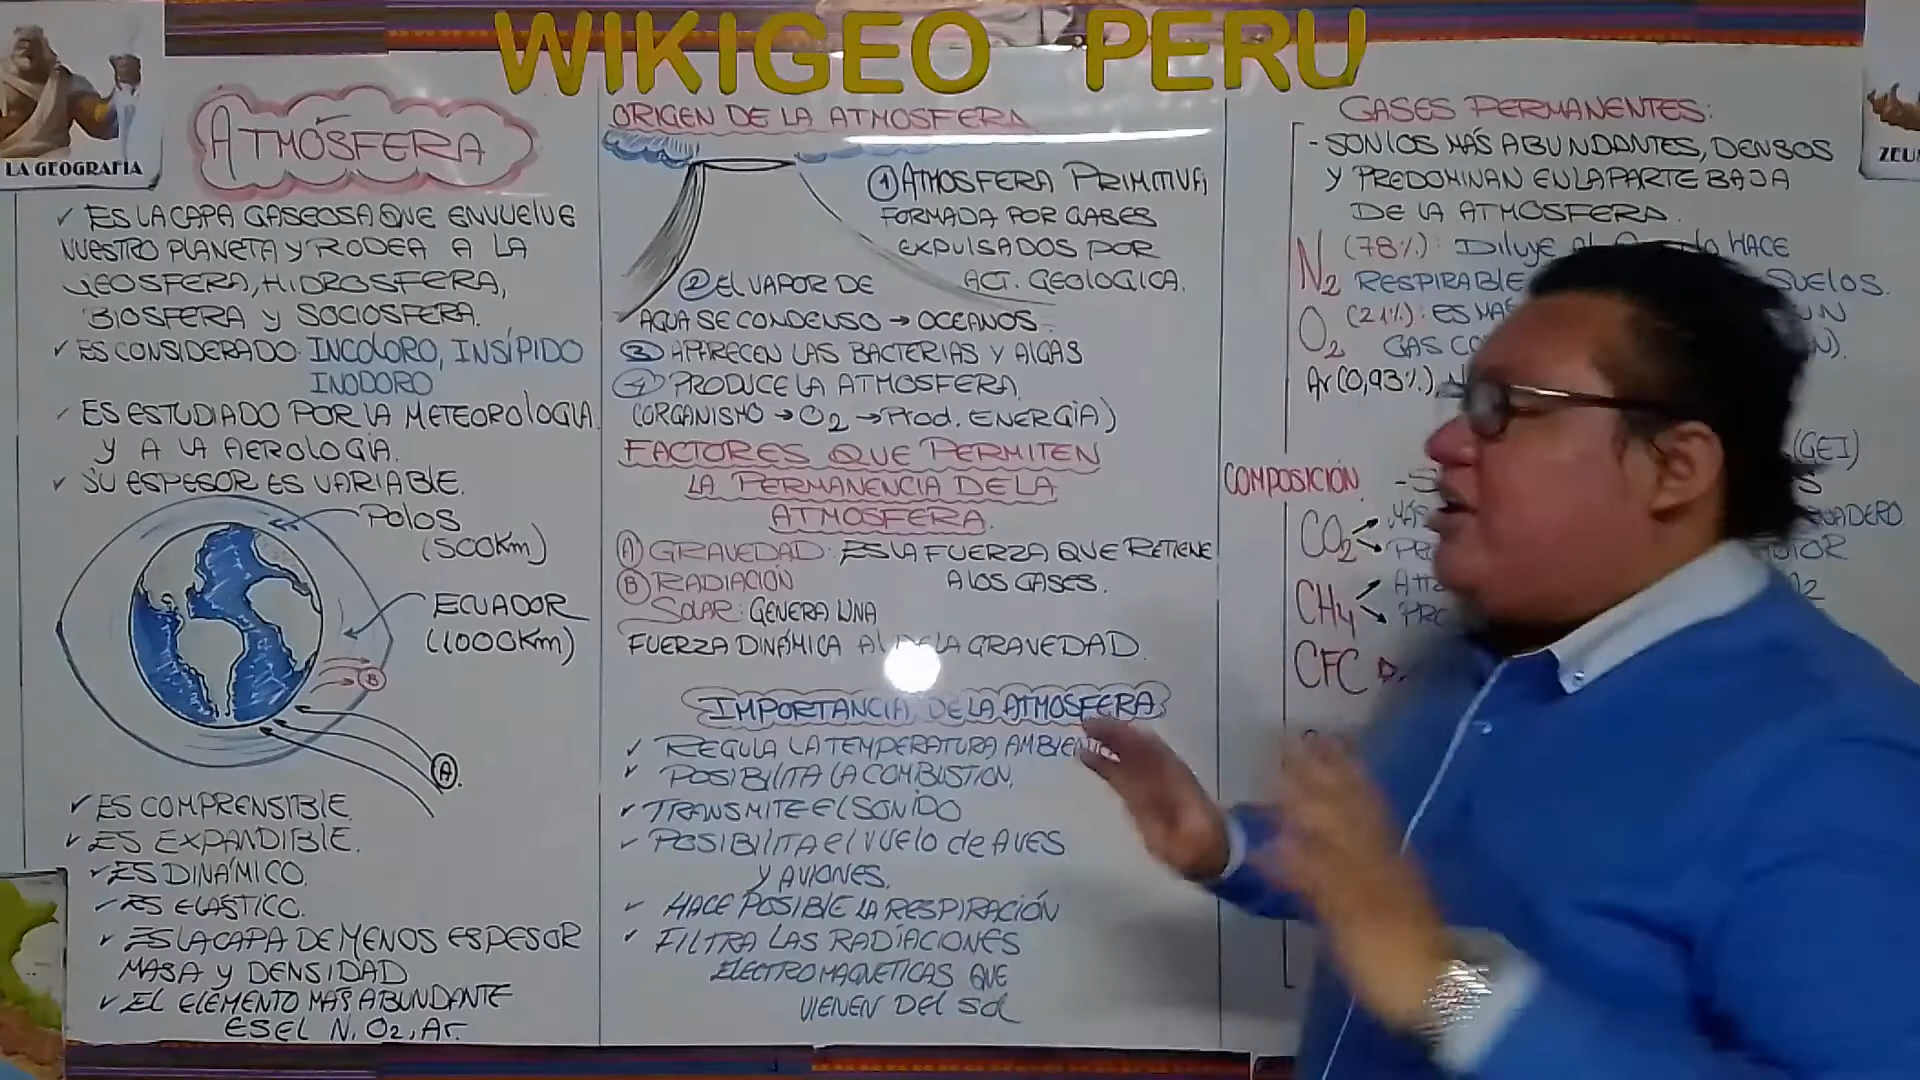 WIKIGEO PERU
LA GEOGRAFÍA
ATMÓSFERA
✓ ES LA CAPA GASEOSA QUE ENVUELVE
NUESTRO PLANETA Y RODEA A LA
GEOSFERA, HIDROSFERA,
BIOSFERA Y SOCIOSFERA.
✓ ES CONSIDERADO INCOLORO, INSÍPIDO
INODORO
✓ ES ESTUDIADO POR LA METEOROLOGIA
Y A LA AEROLOGIA.
✓ SU ESPESOR ES VARIABLE.
POLOS
(500Km)
ECUADOR
(1000Km)
B
A
✓ ES COMPRENSIBLE
✓ ES EXPANDIBLE.
✓ ES DINÁMICO.
✓ ES ELASTICO.
✓ ES LA CAPA DE MENOS ESPESOR
MASA Y DENSIDAD
✓ EL ELEMENTO MAS ABUNDANTE
ES EL N, O2, Ar.
ORIGEN DE LA ATMOSFERA
1 ATMOSFERA PRIMITIVA,
FORMADA POR GASES
EXPULSADOS POR
ACT. GEOLOGICA.
2 EL VAPOR DE
AGUA SE CONDENSO → OCEANOS.
3 APARECEN LAS BACTERIAS Y ALGAS
4 PRODUCE LA ATMOSFERA
(ORGANISMO → O2 → Prod. ENERGÍA)
FACTORES QUE PERMITEN
LA PERMANENCIA DE LA
ATMOSFERA.
A GRAVEDAD: ES LA FUERZA QUE RETIENE
A LOS GASES.
B RADIACIÓN
SOLAR: GENERA UNA
FUERZA DINÁMICA A LA GRAVEDAD.
IMPORTANCIA DE LA ATMOSFERA
✓ REGULA LA TEMPERATURA
✓ POSIBILITA LA COMBUSTION.
✓ TRANSMITE El SONIDO
✓ POSIBILITA el VUELO de AVES
Y AVIONES.
✓ HACE POSIBLE LA RESPIRACIÓN
✓ FILTRA LAS RADIACIONES
ELECTROMAGNETICAS QUE
VIENEN DEL SOL
GASES PERMANENTES:
- SON LOS MÁS ABUNDANTES, DENSOS
Y PREDOMINAN EN LA PARTE BAJA
DE LA ATMOSFERA.
N2 (78%): Diluye HACE
RESPIRABLE SUELOS.
O2 (21%): ES MAS UN
GAS
Ar (0,93%),
(GEI)
COMPOSICIÓN
CO2
CH4
CFC